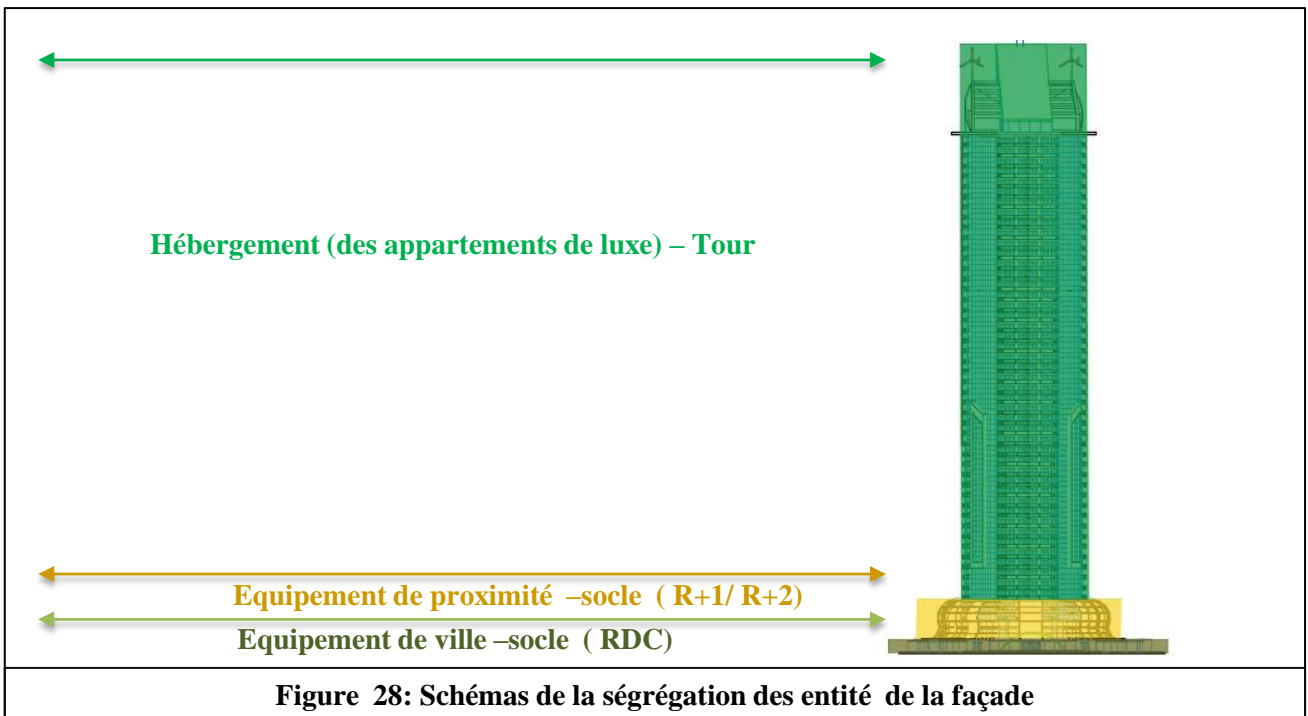 Hébergement (des appartements de luxe) – Tour
Equipement de proximité –socle ( R+1/ R+2)
Equipement de ville –socle ( RDC)
Figure 28: Schémas de la ségrégation des entité de la façade